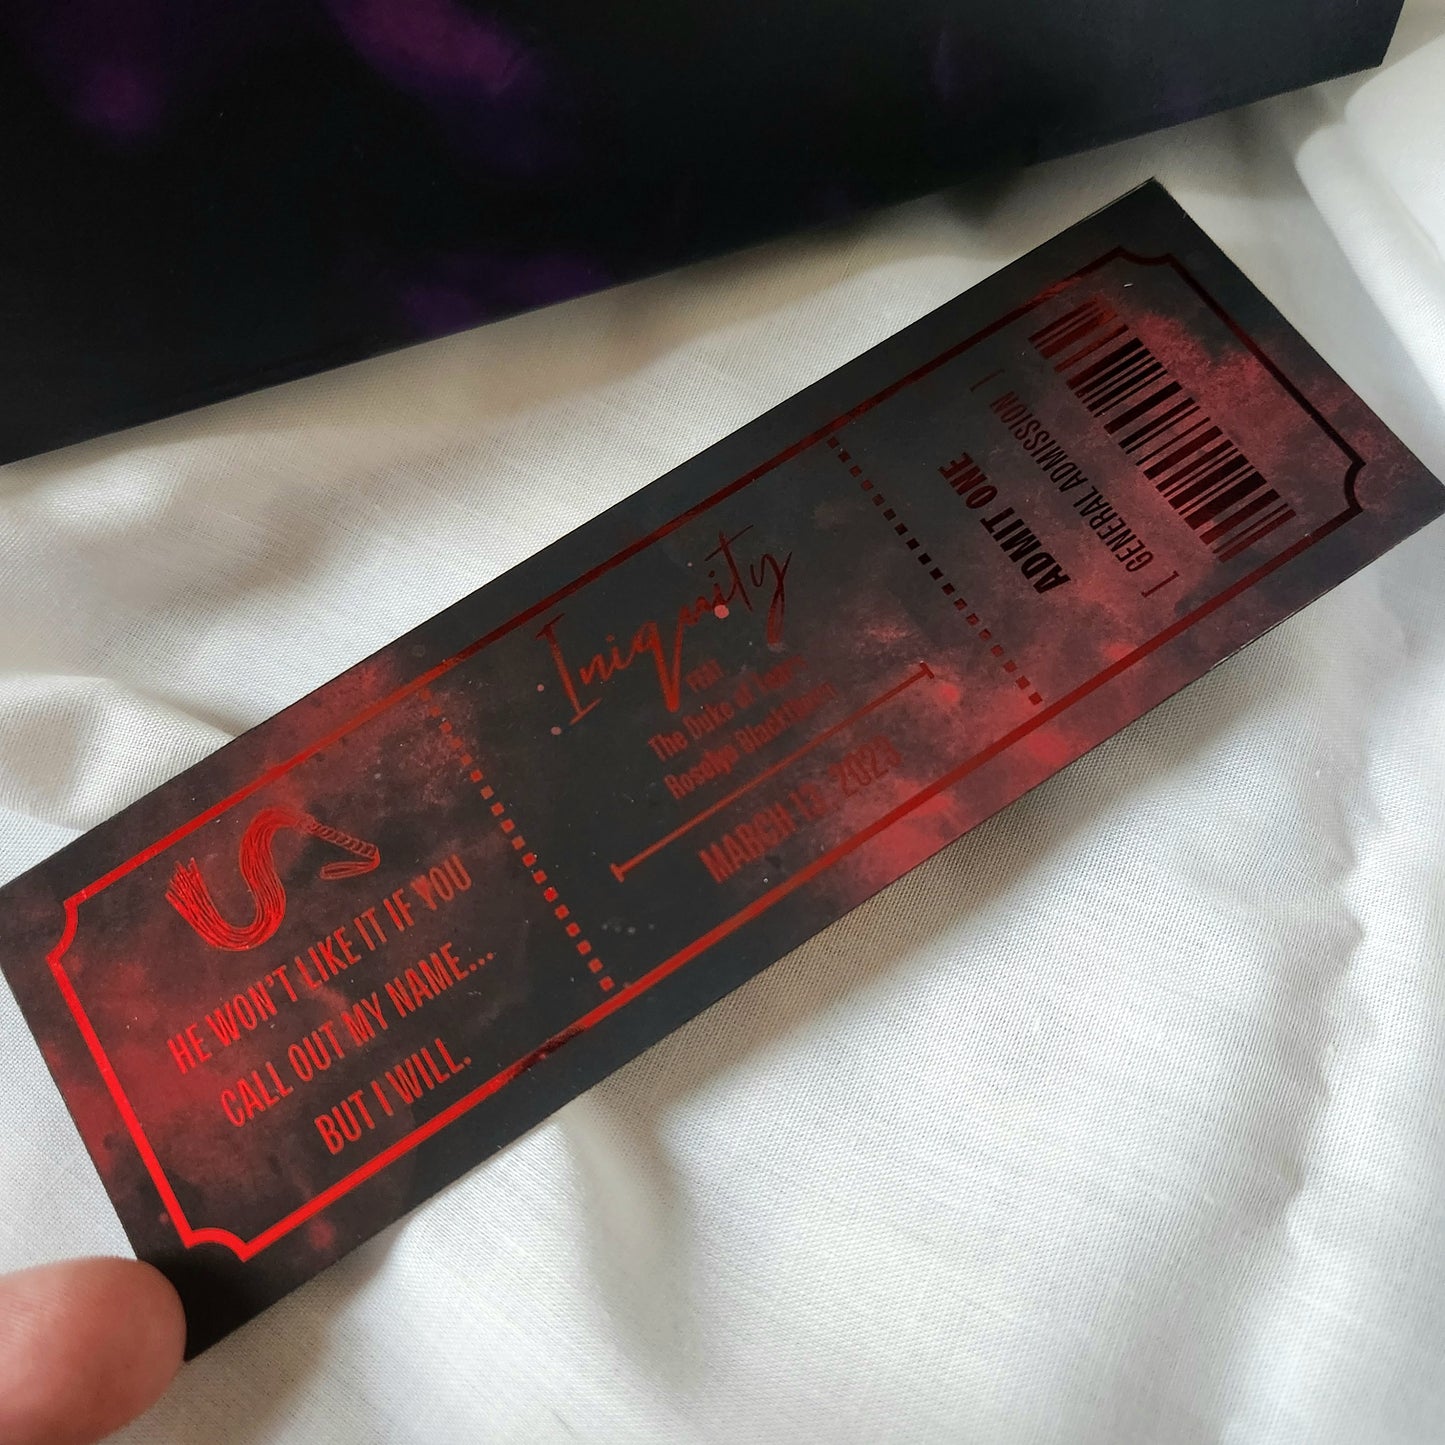 HE WON'T LIKE IT IF YOU
CALL OUT MY NAME...
BUT I WILL.
Iniquity
The Duke of
Roselyn
MARCH 13, 2023
ADMIT ONE
[ GENERAL ADMISSION ]